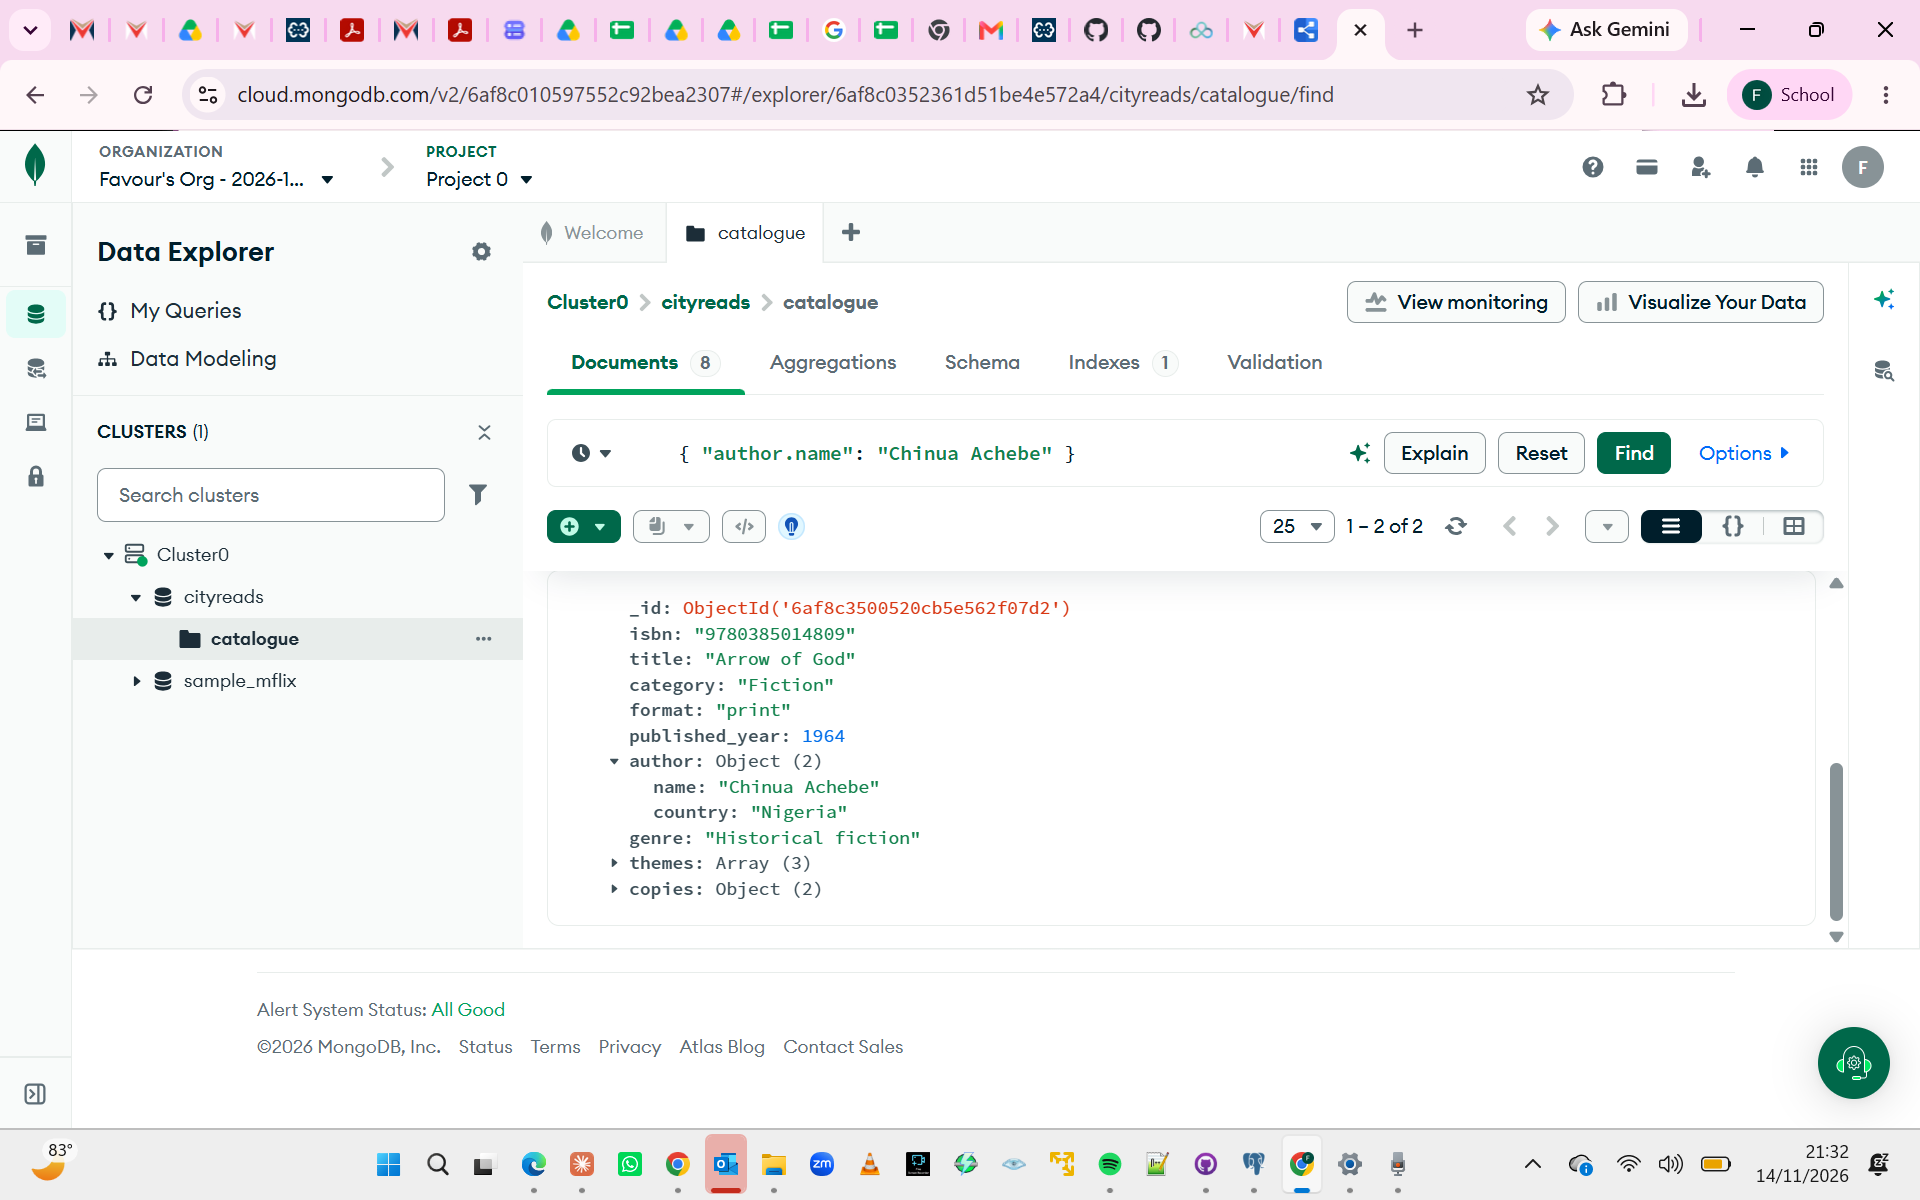 Ask Gemini
cloud.mongodb.com/v2/6af8c010597552c92bea2307#/explorer/6af8c0352361d51be4e572a4/cityreads/catalogue/find
F School
ORGANIZATION
Favour's Org - 2026-1...
PROJECT
Project 0
F
Data Explorer
My Queries
Data Modeling
CLUSTERS (1)
Search clusters
Cluster0
cityreads
catalogue
sample_mflix
Welcome
catalogue
Cluster0 cityreads catalogue
View monitoring
Visualize Your Data
Documents 8
Aggregations
Schema
Indexes 1
Validation
{ "author.name": "Chinua Achebe" }
Explain
Reset
Find
Options
25
1 – 2 of 2
_id: ObjectId('6af8c3500520cb5e562f07d2')
isbn: "9780385014809"
title: "Arrow of God"
category: "Fiction"
format: "print"
published_year: 1964
author: Object (2)
name: "Chinua Achebe"
country: "Nigeria"
genre: "Historical fiction"
themes: Array (3)
copies: Object (2)
Alert System Status: All Good
©2026 MongoDB, Inc. Status Terms Privacy Atlas Blog Contact Sales
83°
zm
21:32
14/11/2026